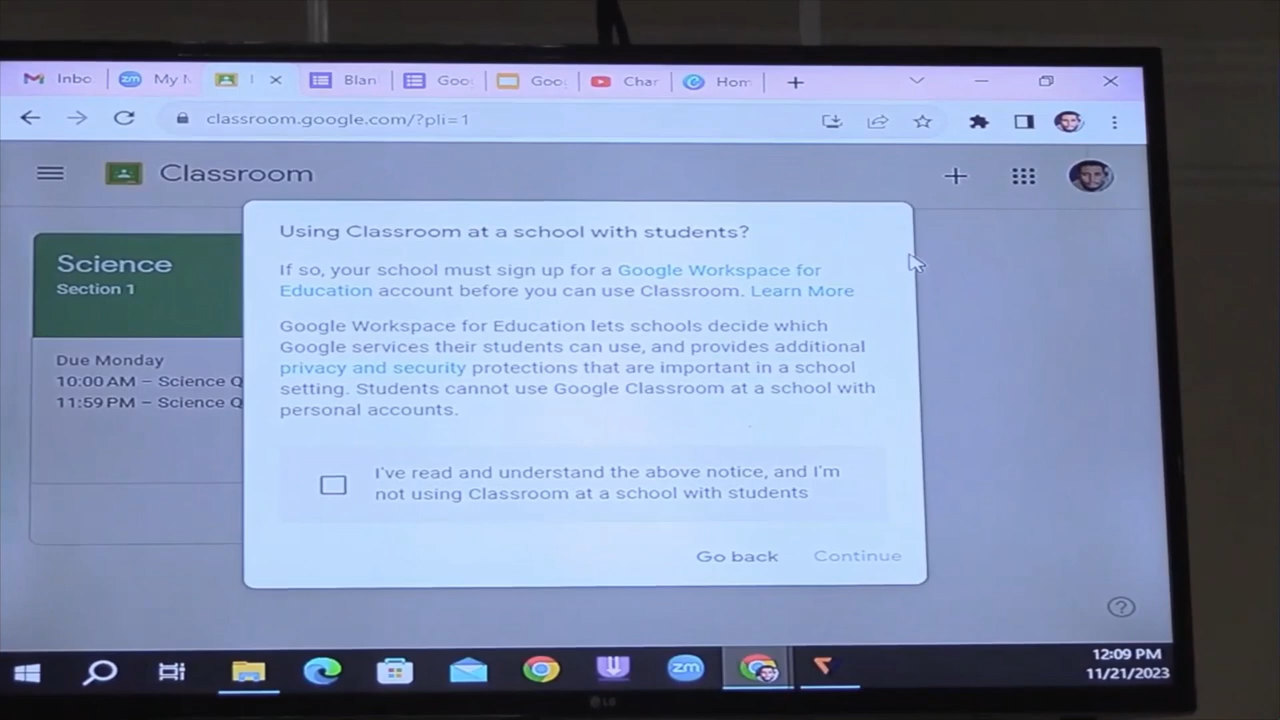 Inbo
My N
Blan
Goo
Goo
Char
Hom
classroom.google.com/?pli=1
Classroom
Using Classroom at a school with students?
If so, your school must sign up for a Google Workspace for
Education account before you can use Classroom. Learn More
Google Workspace for Education lets schools decide which
Google services their students can use, and provides additional
privacy and security protections that are important in a school
setting. Students cannot use Google Classroom at a school with
personal accounts.
I've read and understand the above notice, and I'm
not using Classroom at a school with students
Go back
Continue
Science
Section 1
Due Monday
10:00 AM – Science Q
11:59 PM – Science Q
zm
zm
12:09 PM
11/21/2023
LG